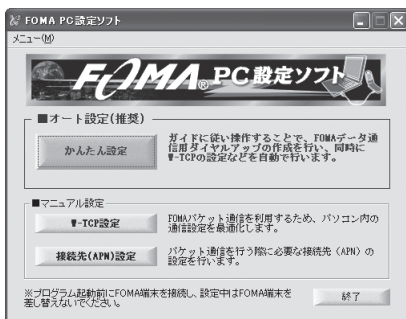 FOMA PC設定ソフト
メニュー(M)
FOMA® PC設定ソフト
■オート設定(推奨)
かんたん設定
ガイドに従い操作することで、FOMAデータ通
信用ダイヤルアップの作成を行い、同時に
W-TCPの設定などを自動で行います。
■マニュアル設定
W-TCP設定
FOMAパケット通信を利用するため、パソコン内の
通信設定を最適化します。
接続先(APN)設定
パケット通信を行う際に必要な接続先(APN)の
設定を行います。
※プログラム起動前にFOMA端末を接続し、設定中はFOMA端末を
差し替えないでください。
終了